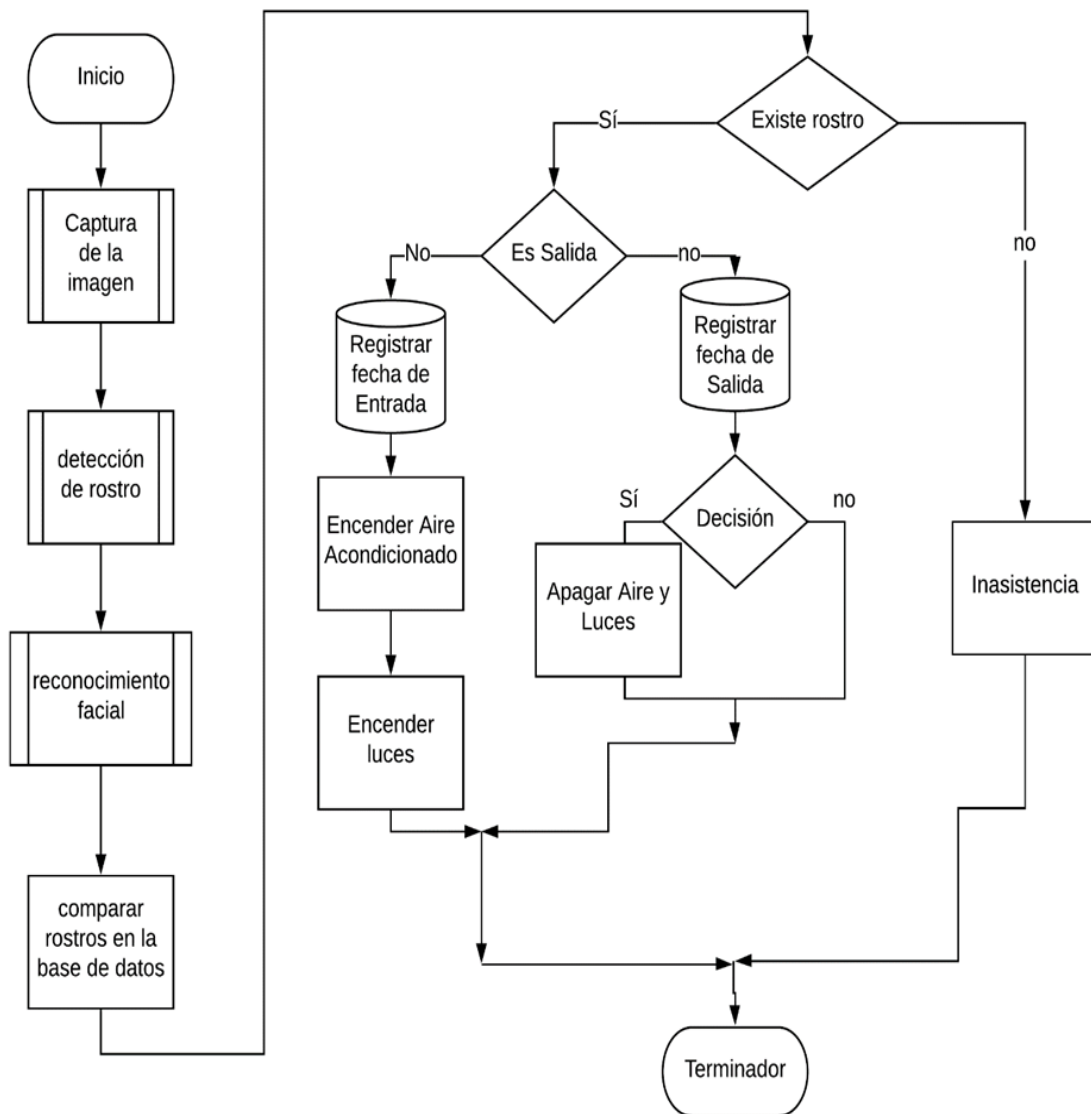 Inicio
Captura
de la
imagen
detección
de rostro
reconocimiento
facial
comparar
rostros en la
base de datos
Existe rostro
Sí
no
Es Salida
No
no
Registrar
fecha de
Entrada
Registrar
fecha de
Salida
Encender Aire
Acondicionado
Encender
luces
Decisión
Sí
no
Apagar Aire y
Luces
Inasistencia
Terminador